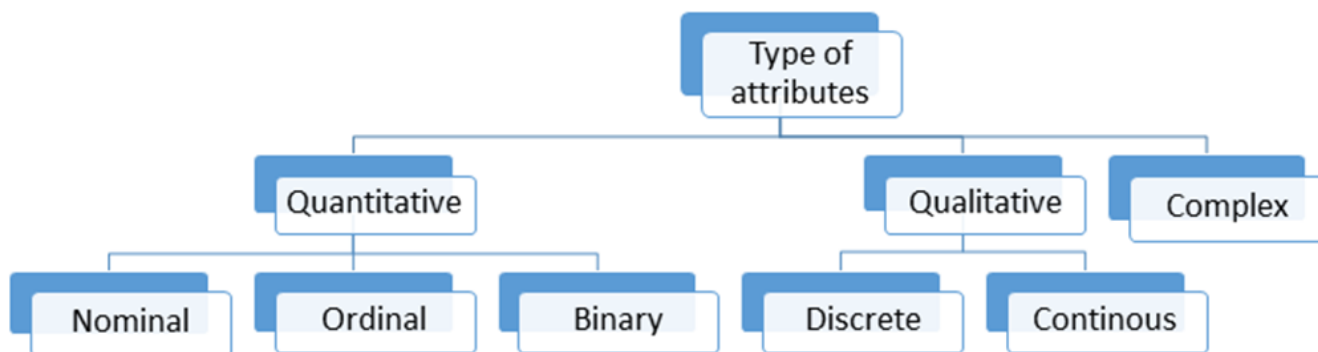 Type of
attributes
Quantitative
Qualitative
Complex
Nominal
Ordinal
Binary
Discrete
Continous